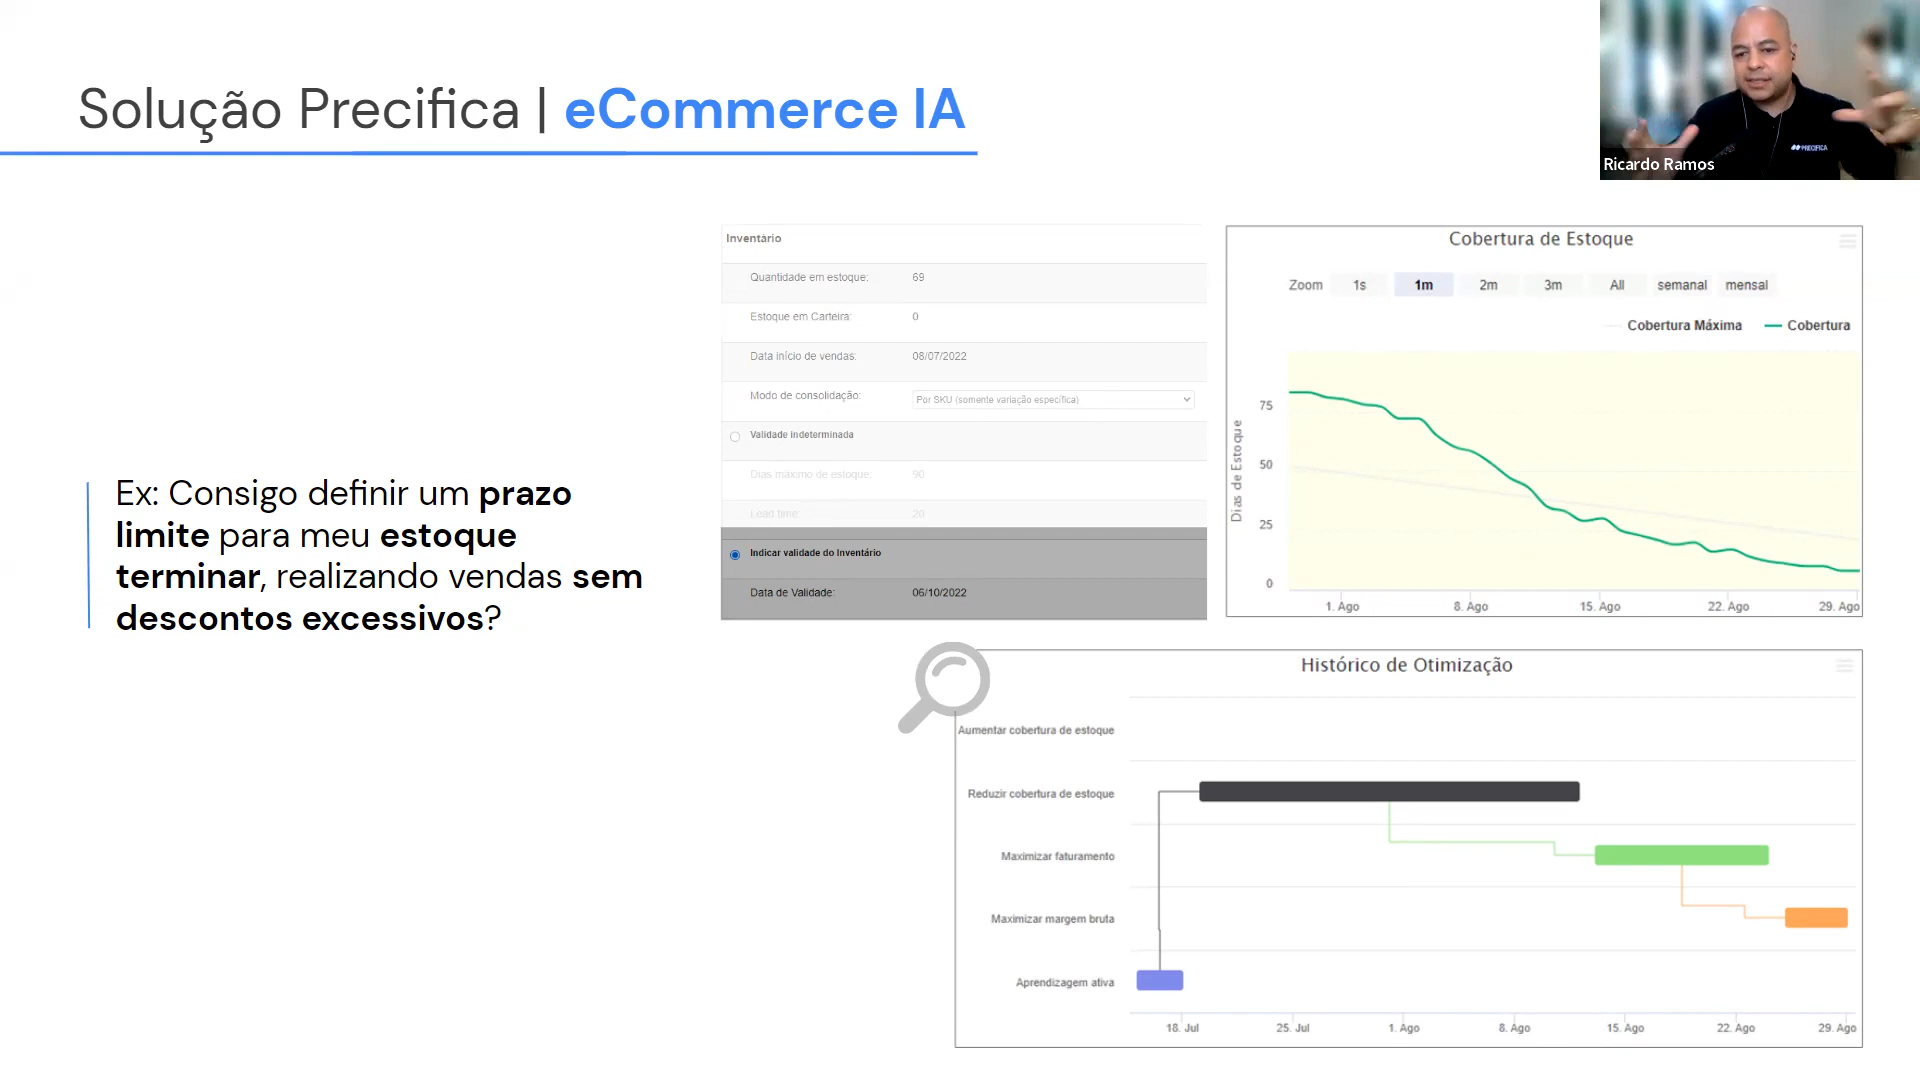 Solução Precifica | eCommerce IA
PRECIFICA
Ricardo Ramos
Ex: Consigo definir um prazo
limite para meu estoque
terminar, realizando vendas sem
descontos excessivos?
Inventário
Quantidade em estoque: 69
Estoque em Carteira: 0
Data início de vendas: 08/07/2022
Modo de consolidação: Por SKU (somente variação específica)
Validade indeterminada
Dias máximo de estoque: 90
Lead time: 20
Indicar validade do Inventário
Data de Validade: 06/10/2022
Cobertura de Estoque
Zoom 1s 1m 2m 3m All semanal mensal
Cobertura Máxima Cobertura
Dias de Estoque
75
50
25
0
1. Ago 8. Ago 15. Ago 22. Ago 29. Ago
Histórico de Otimização
Aumentar cobertura de estoque
Reduzir cobertura de estoque
Maximizar faturamento
Maximizar margem bruta
Aprendizagem ativa
18. Jul 25. Jul 1. Ago 8. Ago 15. Ago 22. Ago 29. Ago